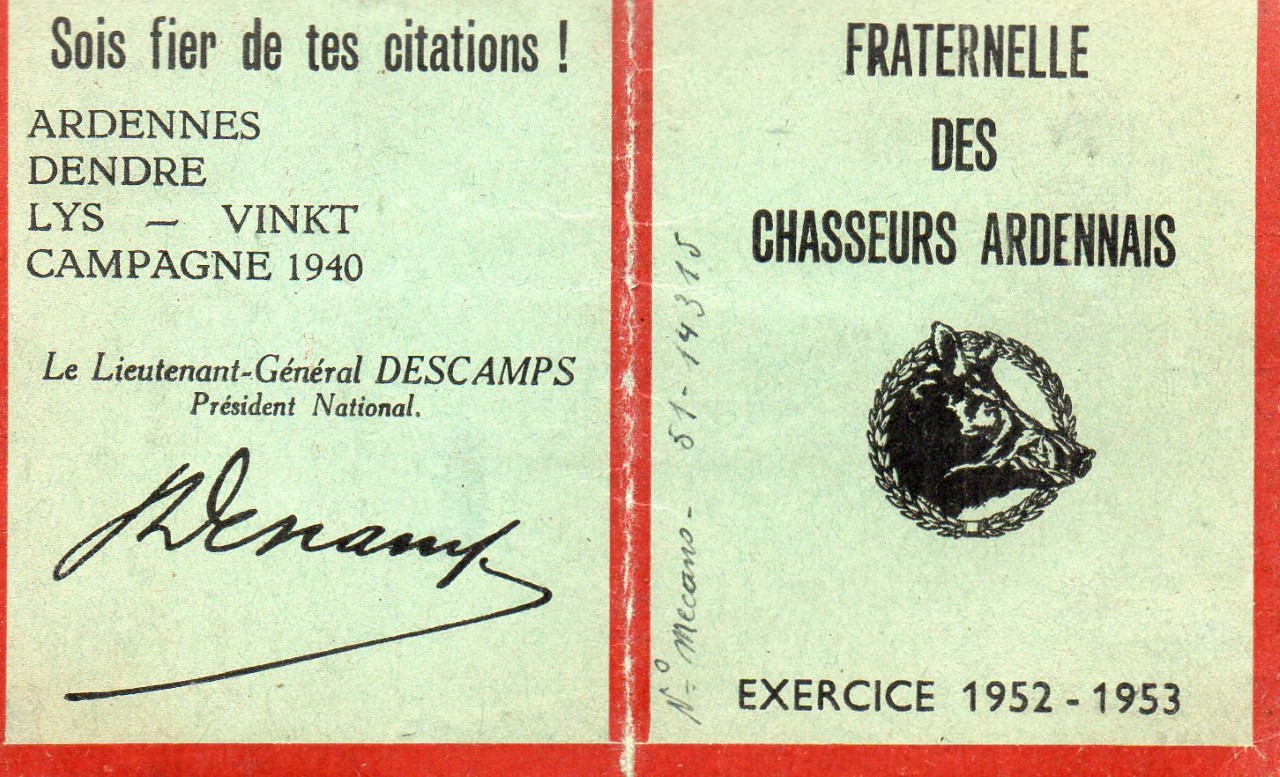 Sois fier de tes citations !
ARDENNES
DENDRE
LYS — VINKT
CAMPAGNE 1940
Le Lieutenant-Général DESCAMPS
Président National.
FRATERNELLE
DES
CHASSEURS ARDENNAIS
N° Mecano - 51-14315
EXERCICE 1952 - 1953